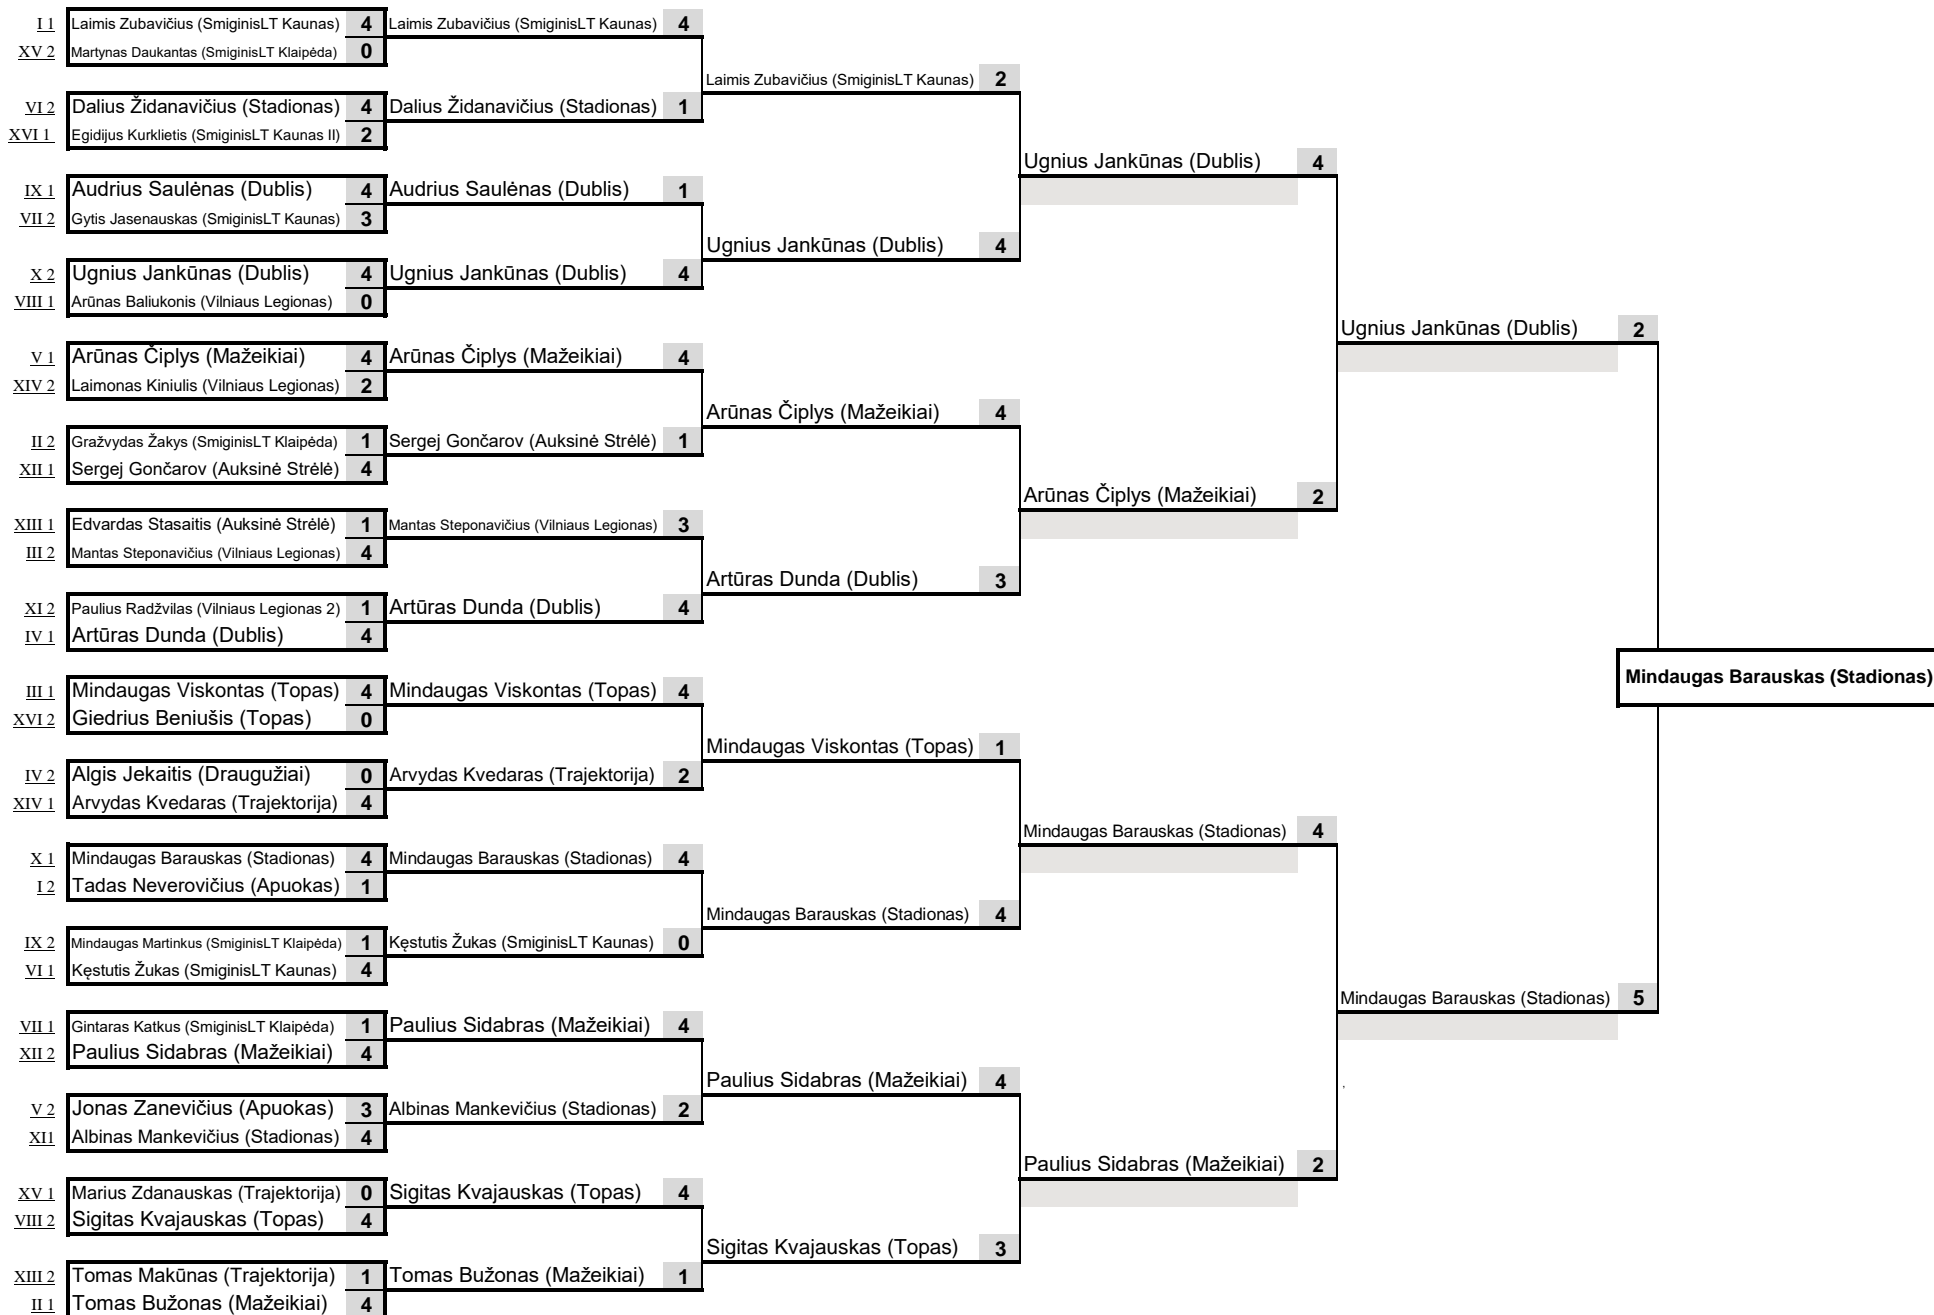 I 1 Laimis Zubavičius (SmiginisLT Kaunas) 4 Laimis Zubavičius (SmiginisLT Kaunas) 4
XV 2 Martynas Daukantas (SmiginisLT Klaipėda) 0
Laimis Zubavičius (SmiginisLT Kaunas) 2
VI 2 Dalius Židanavičius (Stadionas) 4 Dalius Židanavičius (Stadionas) 1
XVI 1 Egidijus Kurklietis (SmiginisLT Kaunas II) 2
Ugnius Jankūnas (Dublis) 4
IX 1 Audrius Saulėnas (Dublis) 4 Audrius Saulėnas (Dublis) 1
VII 2 Gytis Jasenauskas (SmiginisLT Kaunas) 3
Ugnius Jankūnas (Dublis) 4
X 2 Ugnius Jankūnas (Dublis) 4 Ugnius Jankūnas (Dublis) 4
VIII 1 Arūnas Baliukonis (Vilniaus Legionas) 0
Ugnius Jankūnas (Dublis) 2
V 1 Arūnas Čiplys (Mažeikiai) 4 Arūnas Čiplys (Mažeikiai) 4
XIV 2 Laimonas Kiniulis (Vilniaus Legionas) 2
Arūnas Čiplys (Mažeikiai) 4
II 2 Gražvydas Žakys (SmiginisLT Klaipėda) 1 Sergej Gončarov (Auksinė Strėlė) 1
XII 1 Sergej Gončarov (Auksinė Strėlė) 4
Arūnas Čiplys (Mažeikiai) 2
XIII 1 Edvardas Stasaitis (Auksinė Strėlė) 1 Mantas Steponavičius (Vilniaus Legionas) 3
III 2 Mantas Steponavičius (Vilniaus Legionas) 4
Artūras Dunda (Dublis) 3
XI 2 Paulius Radžvilas (Vilniaus Legionas 2) 1 Artūras Dunda (Dublis) 4
IV 1 Artūras Dunda (Dublis) 4
Mindaugas Barauskas (Stadionas)
III 1 Mindaugas Viskontas (Topas) 4 Mindaugas Viskontas (Topas) 4
XVI 2 Giedrius Beniušis (Topas) 0
Mindaugas Viskontas (Topas) 1
IV 2 Algis Jekaitis (Draugužiai) 0 Arvydas Kvedaras (Trajektorija) 2
XIV 1 Arvydas Kvedaras (Trajektorija) 4
Mindaugas Barauskas (Stadionas) 4
X 1 Mindaugas Barauskas (Stadionas) 4 Mindaugas Barauskas (Stadionas) 4
I 2 Tadas Neverovičius (Apuokas) 1
Mindaugas Barauskas (Stadionas) 4
IX 2 Mindaugas Martinkus (SmiginisLT Klaipėda) 1 Kęstutis Žukas (SmiginisLT Kaunas) 0
VI 1 Kęstutis Žukas (SmiginisLT Kaunas) 4
Mindaugas Barauskas (Stadionas) 5
VII 1 Gintaras Katkus (SmiginisLT Klaipėda) 1 Paulius Sidabras (Mažeikiai) 4
XII 2 Paulius Sidabras (Mažeikiai) 4
Paulius Sidabras (Mažeikiai) 4
V 2 Jonas Zanevičius (Apuokas) 3 Albinas Mankevičius (Stadionas) 2
XI1 Albinas Mankevičius (Stadionas) 4
Paulius Sidabras (Mažeikiai) 2
XV 1 Marius Zdanauskas (Trajektorija) 0 Sigitas Kvajauskas (Topas) 4
VIII 2 Sigitas Kvajauskas (Topas) 4
Sigitas Kvajauskas (Topas) 3
XIII 2 Tomas Makūnas (Trajektorija) 1 Tomas Bužonas (Mažeikiai) 1
II 1 Tomas Bužonas (Mažeikiai) 4